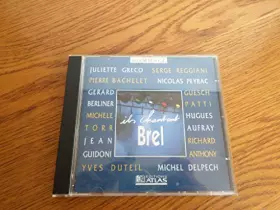 JULIETTE GRECO SERGE REGGIANI
PIERRE BACHELET NICOLAS PEYRAC
GERARD GUESCH
BERLINER PATTI
MICHELE HUGUES
TORR AUFRAY
JEAN RICHARD
GUIDONI ANTHONY
ils chantent
Brel
YVES DUTEIL MICHEL DELPECH
ATLAS